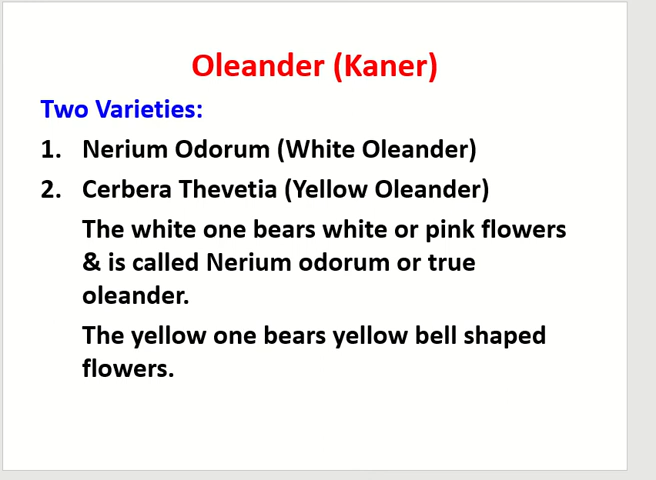 Oleander (Kaner)
Two Varieties:
1. Nerium Odorum (White Oleander)
2. Cerbera Thevetia (Yellow Oleander)
The white one bears white or pink flowers
& is called Nerium odorum or true
oleander.
The yellow one bears yellow bell shaped
flowers.